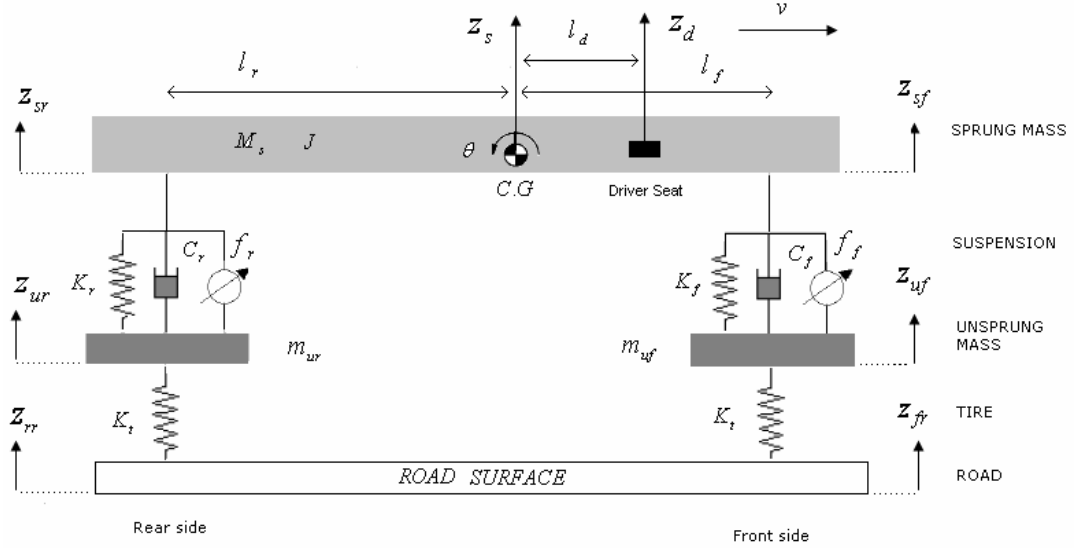 z_s
l_d
z_d
v
l_r
l_f
z_sr
z_sf
M_s J
θ
C.G
Driver Seat
SPRUNG MASS
C_r
f_r
C_f
f_f
SUSPENSION
K_r
K_f
z_ur
z_uf
m_ur
m_uf
UNSPRUNG
MASS
z_rr
z_fr
K_t
K_t
TIRE
ROAD SURFACE
ROAD
Rear side
Front side